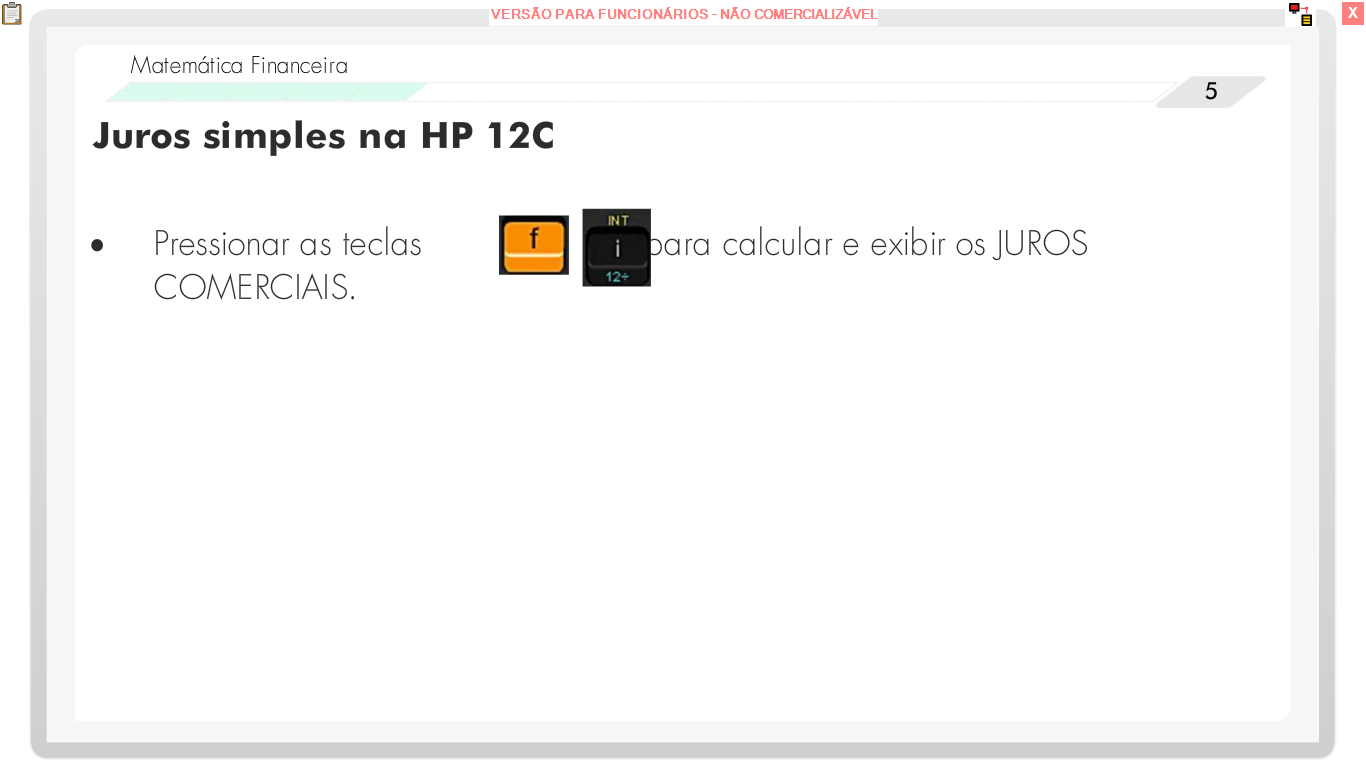 VERSÃO PARA FUNCIONÁRIOS - NÃO COMERCIALIZÁVEL
X
Matemática Financeira
5
Juros simples na HP 12C
• Pressionar as teclas f INT i 12÷ para calcular e exibir os JUROS
COMERCIAIS.